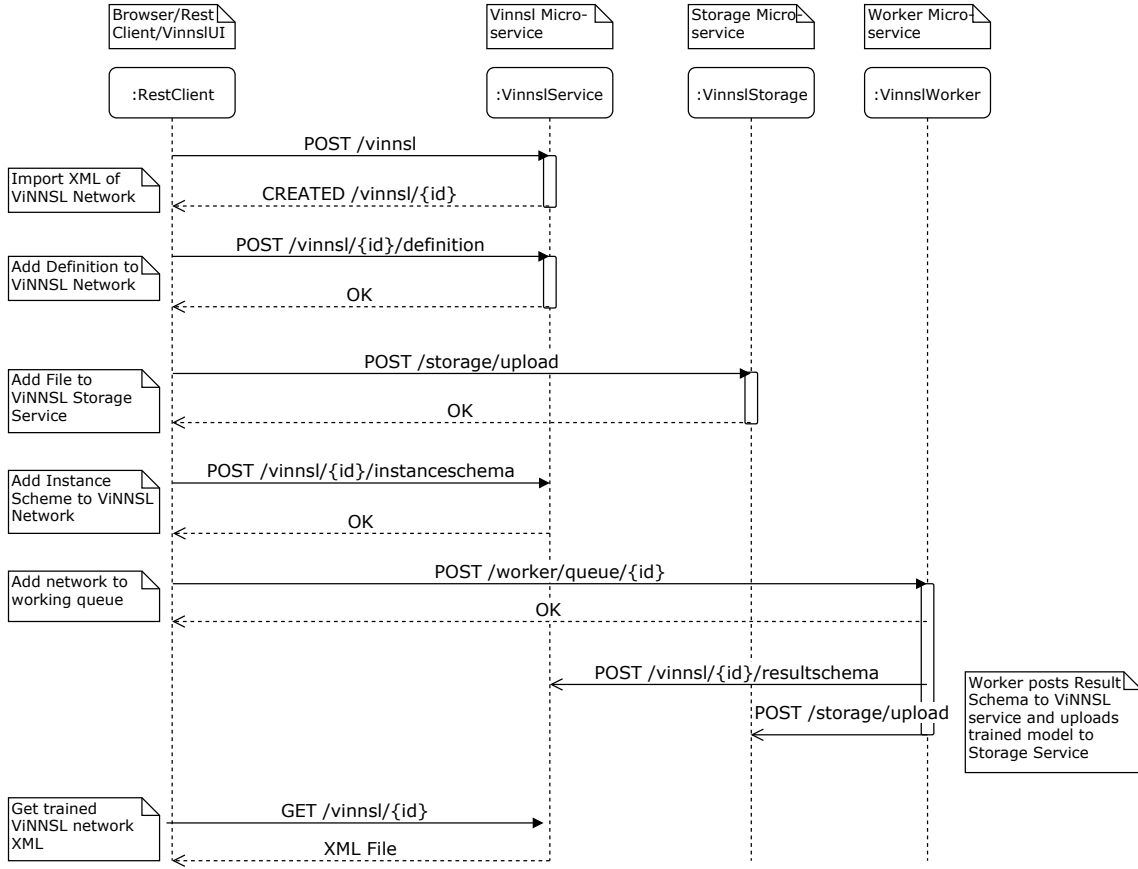 Browser/Rest
Client/VinnslUI
Vinnsl Micro-
service
Storage Micro-
service
Worker Micro-
service
:RestClient
:VinnslService
:VinnslStorage
:VinnslWorker
POST /vinnsl
Import XML of
ViNNSL Network
CREATED /vinnsl/{id}
POST /vinnsl/{id}/definition
Add Definition to
ViNNSL Network
OK
POST /storage/upload
Add File to
ViNNSL Storage
Service
OK
POST /vinnsl/{id}/instanceschema
Add Instance
Scheme to ViNNSL
Network
OK
POST /worker/queue/{id}
Add network to
working queue
OK
POST /vinnsl/{id}/resultschema
POST /storage/upload
Worker posts Result
Schema to ViNNSL
service and uploads
trained model to
Storage Service
Get trained
ViNNSL network
XML
GET /vinnsl/{id}
XML File